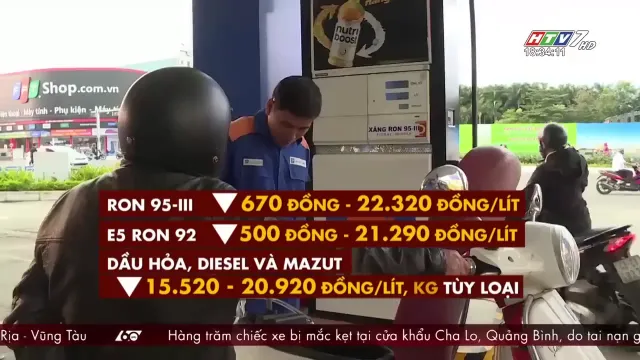 HTV7 HD
18:34:11
nutri
boost
Shop.com.vn
XĂNG RON 95-III
RON 95-III ▼ 670 ĐỒNG - 22.320 ĐỒNG/LÍT
E5 RON 92 ▼ 500 ĐỒNG - 21.290 ĐỒNG/LÍT
DẦU HỎA, DIESEL VÀ MAZUT
▼ 15.520 - 20.920 ĐỒNG/LÍT, KG TÙY LOẠI
Rịa - Vũng Tàu 60 Hàng trăm chiếc xe bị mắc kẹt tại cửa khẩu Cha Lo, Quảng Bình, do tai nạn g